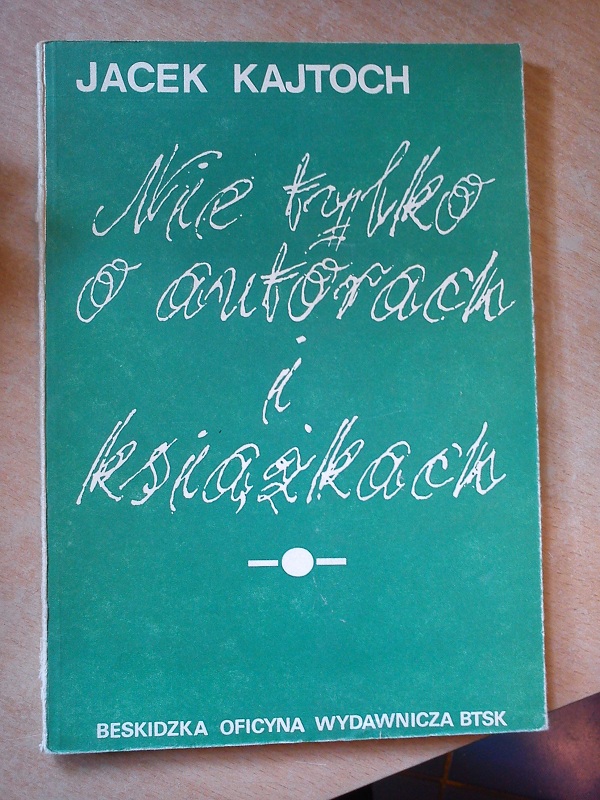 JACEK KAJTOCH
Nie tylko
o autorach
i
książkach
BESKIDZKA OFICYNA WYDAWNICZA BTSK